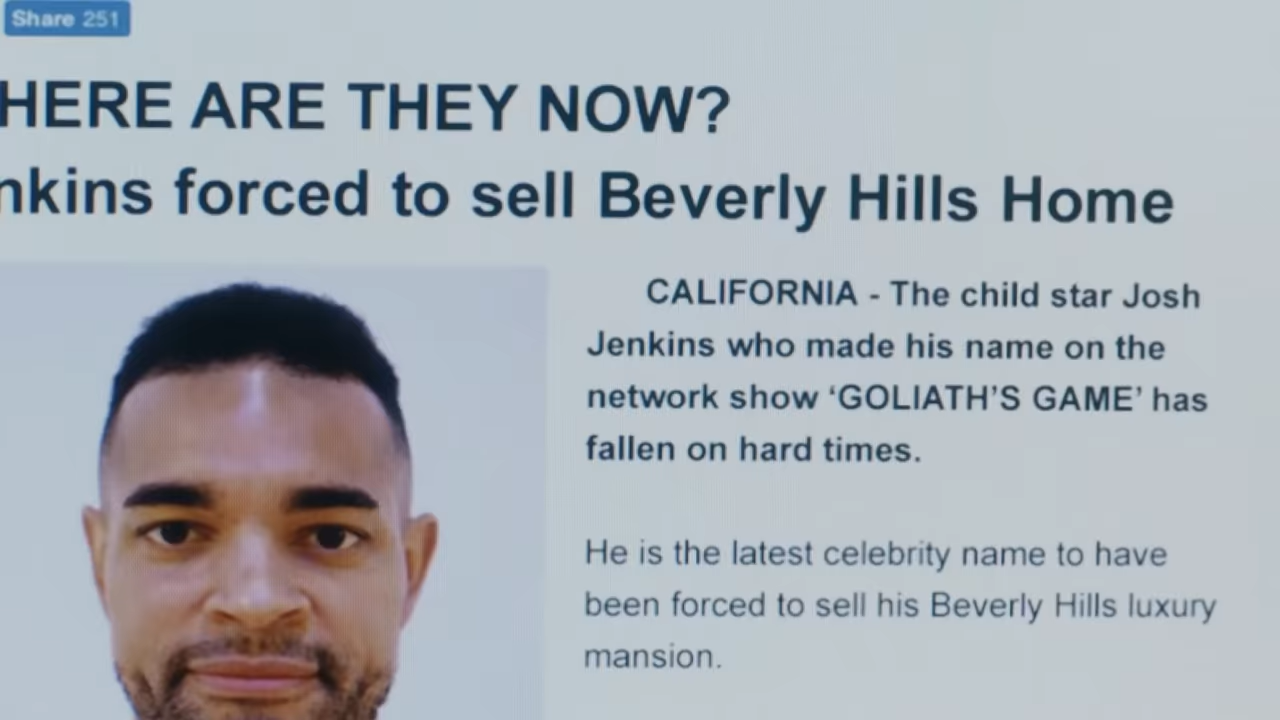 Share 251
HERE ARE THEY NOW?
nkins forced to sell Beverly Hills Home
CALIFORNIA - The child star Josh
Jenkins who made his name on the
network show ‘GOLIATH’S GAME’ has
fallen on hard times.
He is the latest celebrity name to have
been forced to sell his Beverly Hills luxury
mansion.